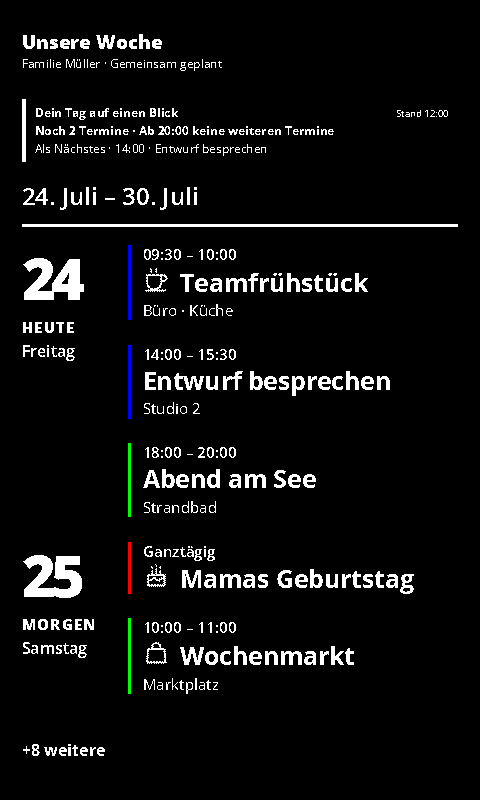 Unsere Woche
Familie Müller · Gemeinsam geplant
Dein Tag auf einen Blick
Stand 12:00
Noch 2 Termine · Ab 20:00 keine weiteren Termine
Als Nächstes · 14:00 · Entwurf besprechen
24. Juli – 30. Juli
24
HEUTE
Freitag
09:30 – 10:00
Teamfrühstück
Büro · Küche
14:00 – 15:30
Entwurf besprechen
Studio 2
18:00 – 20:00
Abend am See
Strandbad
25
MORGEN
Samstag
Ganztägig
Mamas Geburtstag
10:00 – 11:00
Wochenmarkt
Marktplatz
+8 weitere